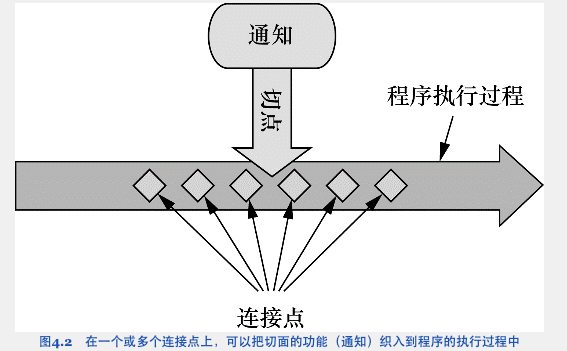 通知
切点
程序执行过程
连接点
图4.2 在一个或多个连接点上，可以把切面的功能（通知）织入到程序的执行过程中